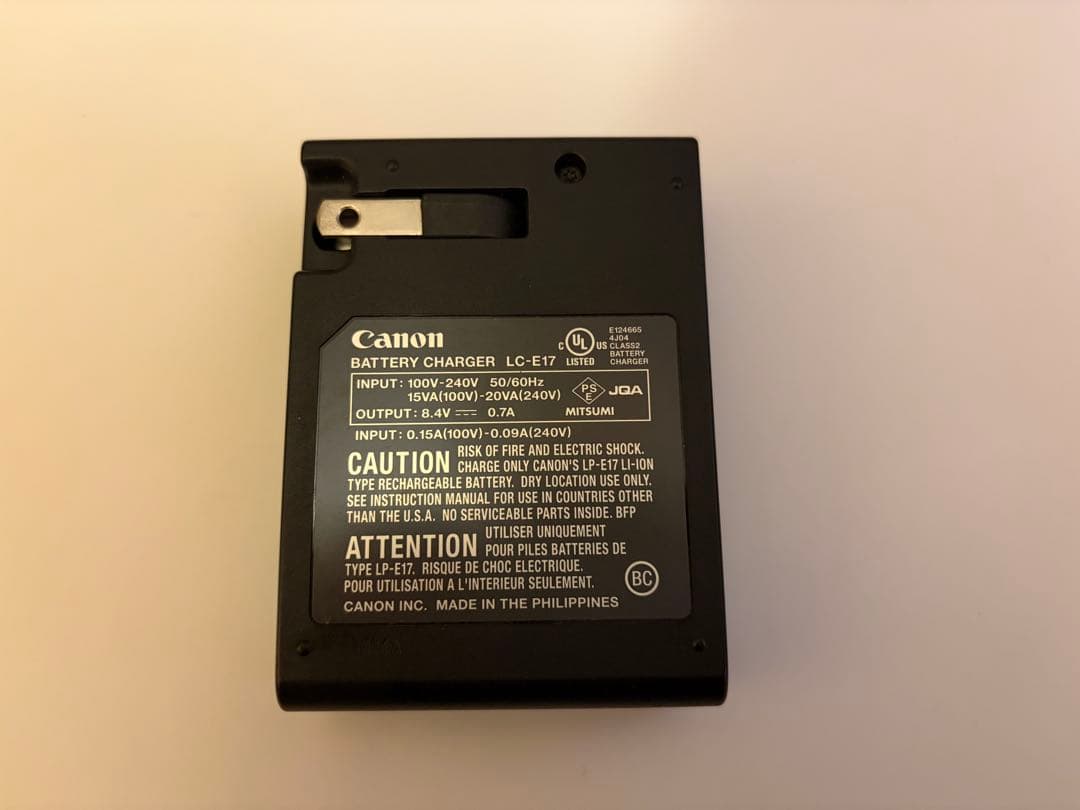 Canon
BATTERY CHARGER LC-E17
C UL US LISTED
E124665
4J04
CLASS2
BATTERY
CHARGER
INPUT : 100V-240V 50/60Hz
15VA(100V)-20VA(240V)
OUTPUT : 8.4V ⎓ 0.7A
PS
E
JQA
MITSUMI
INPUT : 0.15A(100V)-0.09A(240V)
CAUTION RISK OF FIRE AND ELECTRIC SHOCK.
CHARGE ONLY CANON'S LP-E17 LI-ION
TYPE RECHARGEABLE BATTERY. DRY LOCATION USE ONLY.
SEE INSTRUCTION MANUAL FOR USE IN COUNTRIES OTHER
THAN THE U.S.A. NO SERVICEABLE PARTS INSIDE. BFP
ATTENTION UTILISER UNIQUEMENT
POUR PILES BATTERIES DE
TYPE LP-E17. RISQUE DE CHOC ELECTRIQUE.
POUR UTILISATION A L'INTERIEUR SEULEMENT.
BC
CANON INC. MADE IN THE PHILIPPINES